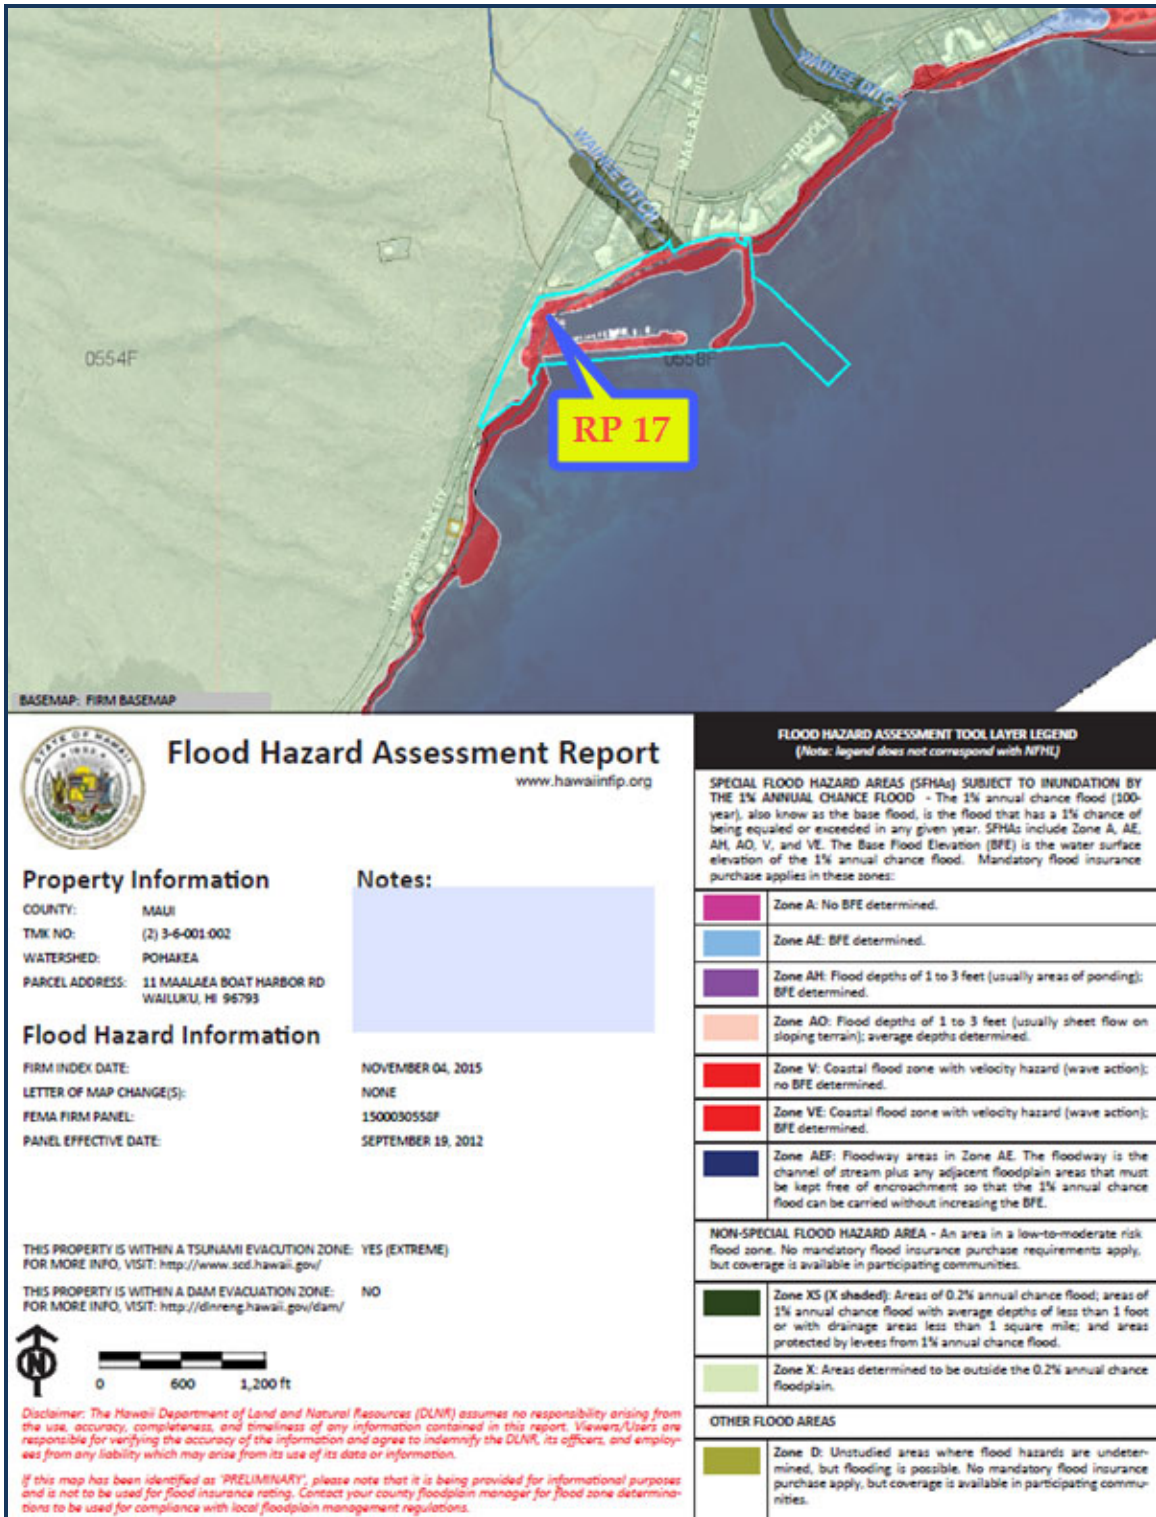 WAIHEE DITCH
MAALAEA RD
WAIHEE DITCH
HAUOLI
0554F
0558F
RP 17
HONOAPIILANI HY
BASEMAP: FIRM BASEMAP
STATE OF HAWAII
1959
Flood Hazard Assessment Report
www.hawaiinfip.org
Property Information
COUNTY: MAUI
TMK NO: (2) 3-6-001:002
WATERSHED: POHAKEA
PARCEL ADDRESS: 11 MAALAEA BOAT HARBOR RD
WAILUKU, HI 96793
Notes:
Flood Hazard Information
FIRM INDEX DATE: NOVEMBER 04, 2015
LETTER OF MAP CHANGE(S): NONE
FEMA FIRM PANEL: 1500030558F
PANEL EFFECTIVE DATE: SEPTEMBER 19, 2012
THIS PROPERTY IS WITHIN A TSUNAMI EVACUTION ZONE: YES (EXTREME)
FOR MORE INFO, VISIT: http://www.scd.hawaii.gov/
THIS PROPERTY IS WITHIN A DAM EVACUATION ZONE: NO
FOR MORE INFO, VISIT: http://dlnreng.hawaii.gov/dam/
N
0 600 1,200 ft
Disclaimer: The Hawaii Department of Land and Natural Resources (DLNR) assumes no responsibility arising from
the use, accuracy, completeness, and timeliness of any information contained in this report. Viewers/Users are
responsible for verifying the accuracy of the information and agree to indemnify the DLNR, its officers, and employ-
ees from any liability which may arise from its use of its data or information.
If this map has been identified as 'PRELIMINARY', please note that it is being provided for informational purposes
and is not to be used for flood insurance rating. Contact your county floodplain manager for flood zone determina-
tions to be used for compliance with local floodplain management regulations.
FLOOD HAZARD ASSESSMENT TOOL LAYER LEGEND
(Note: legend does not correspond with NFHL)
SPECIAL FLOOD HAZARD AREAS (SFHAs) SUBJECT TO INUNDATION BY
THE 1% ANNUAL CHANCE FLOOD - The 1% annual chance flood (100-
year), also know as the base flood, is the flood that has a 1% chance of
being equaled or exceeded in any given year. SFHAs include Zone A, AE,
AH, AO, V, and VE. The Base Flood Elevation (BFE) is the water surface
elevation of the 1% annual chance flood. Mandatory flood insurance
purchase applies in these zones:
Zone A: No BFE determined.
Zone AE: BFE determined.
Zone AH: Flood depths of 1 to 3 feet (usually areas of ponding);
BFE determined.
Zone AO: Flood depths of 1 to 3 feet (usually sheet flow on
sloping terrain); average depths determined.
Zone V: Coastal flood zone with velocity hazard (wave action);
no BFE determined.
Zone VE: Coastal flood zone with velocity hazard (wave action);
BFE determined.
Zone AEF: Floodway areas in Zone AE. The floodway is the
channel of stream plus any adjacent floodplain areas that must
be kept free of encroachment so that the 1% annual chance
flood can be carried without increasing the BFE.
NON-SPECIAL FLOOD HAZARD AREA - An area in a low-to-moderate risk
flood zone. No mandatory flood insurance purchase requirements apply,
but coverage is available in participating communities.
Zone XS (X shaded): Areas of 0.2% annual chance flood; areas of
1% annual chance flood with average depths of less than 1 foot
or with drainage areas less than 1 square mile; and areas
protected by levees from 1% annual chance flood.
Zone X: Areas determined to be outside the 0.2% annual chance
floodplain.
OTHER FLOOD AREAS
Zone D: Unstudied areas where flood hazards are undeter-
mined, but flooding is possible. No mandatory flood insurance
purchase apply, but coverage is available in participating commu-
nities.